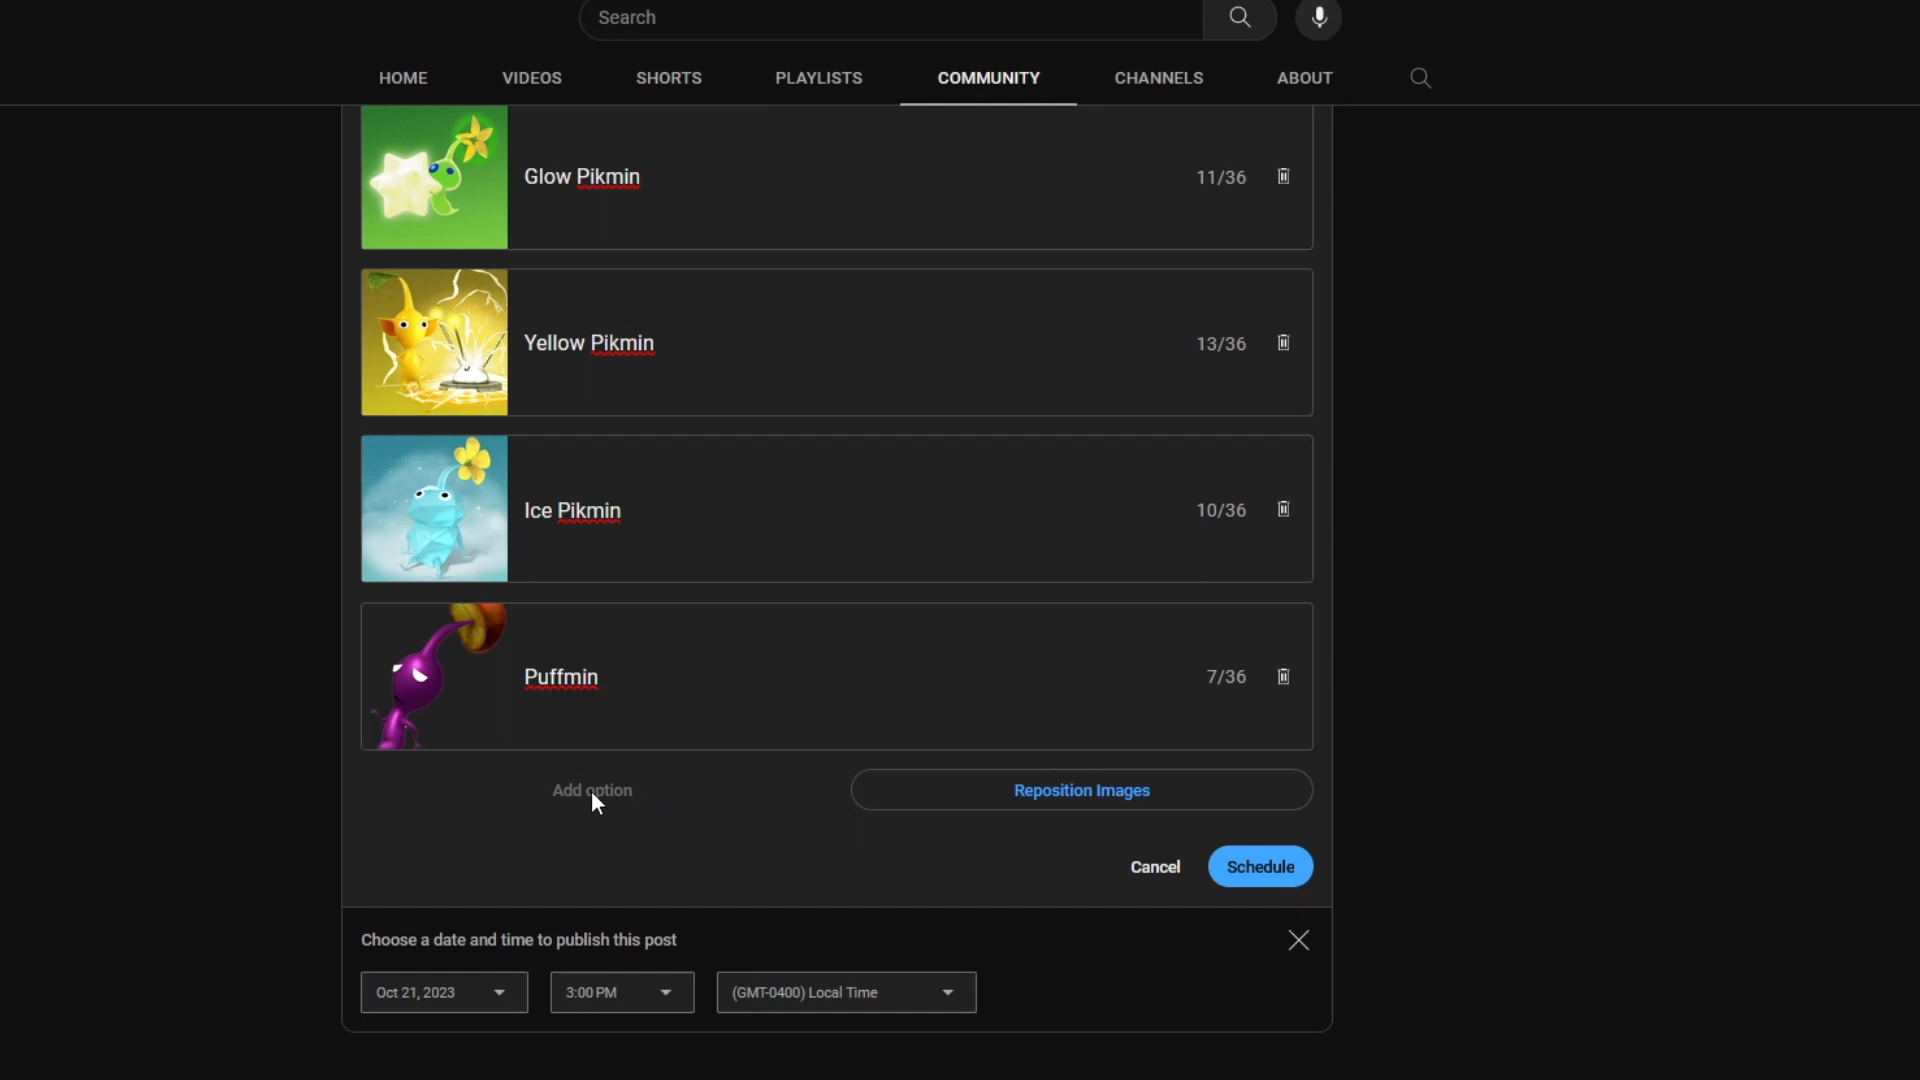 Search
HOME VIDEOS SHORTS PLAYLISTS COMMUNITY CHANNELS ABOUT
Glow Pikmin 11/36
Yellow Pikmin 13/36
Ice Pikmin 10/36
Puffmin 7/36
Add option Reposition Images
Cancel Schedule
Choose a date and time to publish this post
Oct 21, 2023 3:00 PM (GMT-0400) Local Time